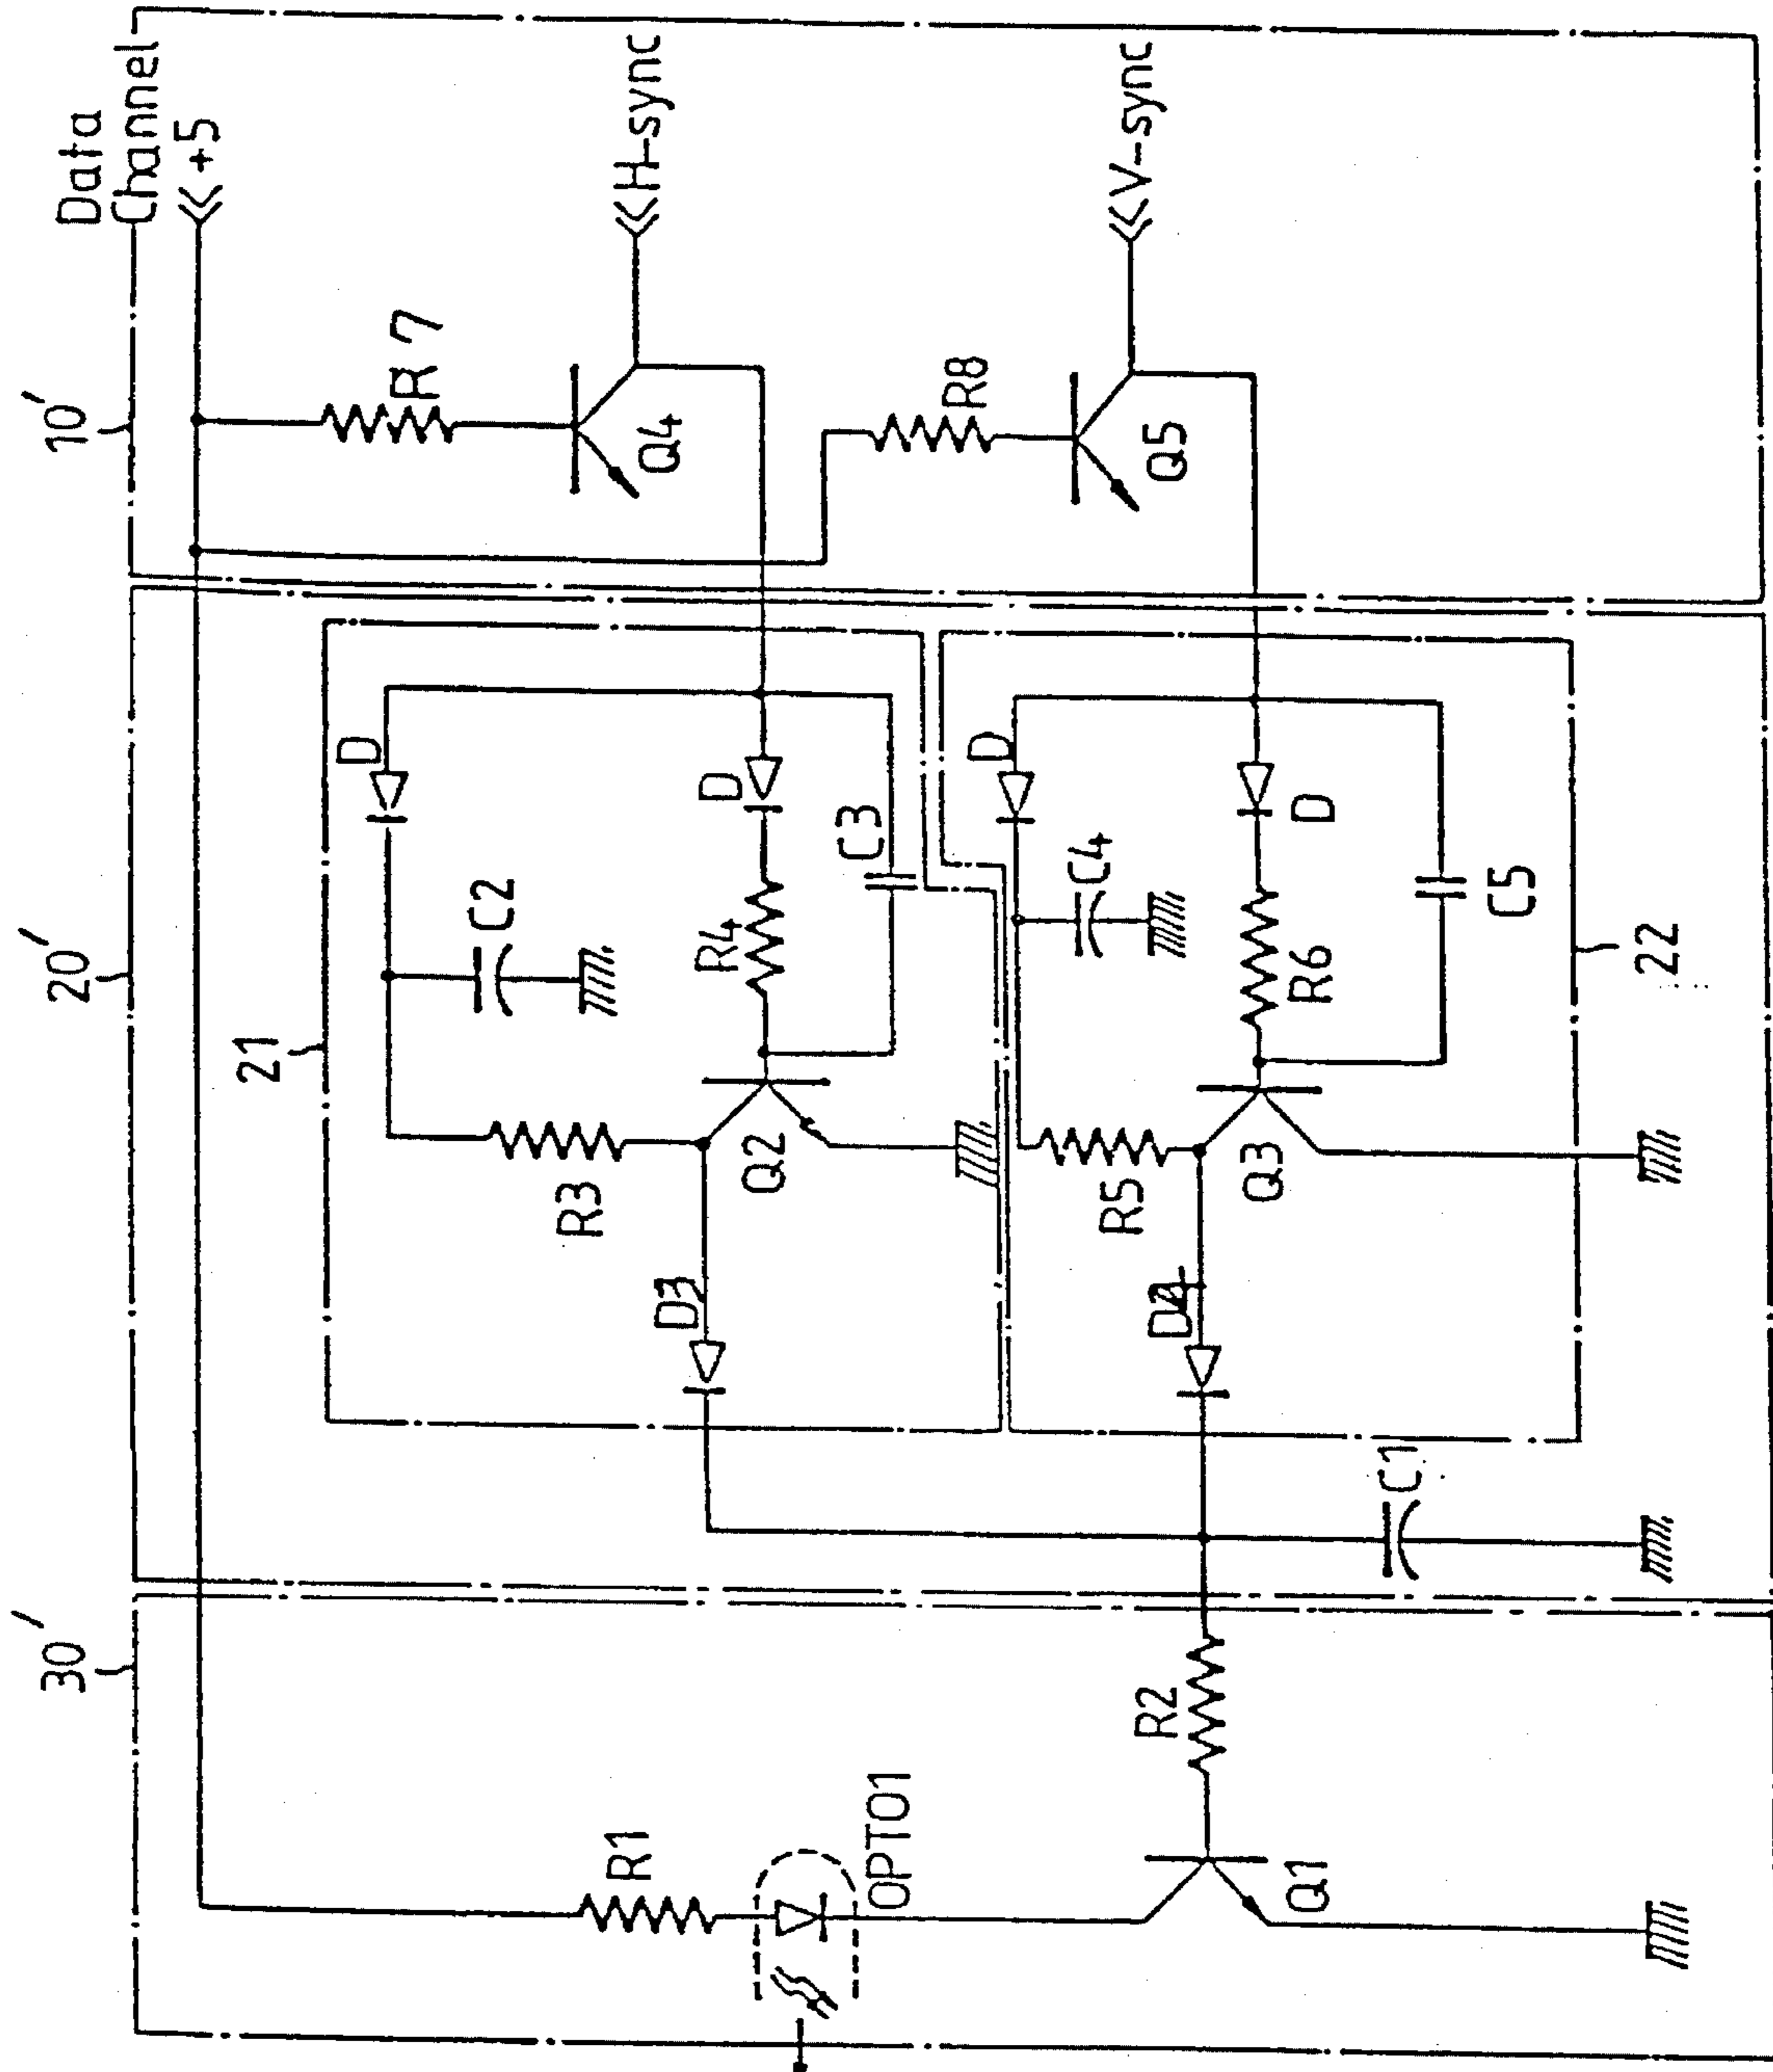 Data
Channel
+5
H-sync
V-sync
10′
R7
Q4
R8
Q5
20′
21
D
C2
D
R4
C3
R3
Q2
D3
D
C4
D
R6
C5
22
R5
Q3
C1
30′
R1
OPTO1
R2
Q1